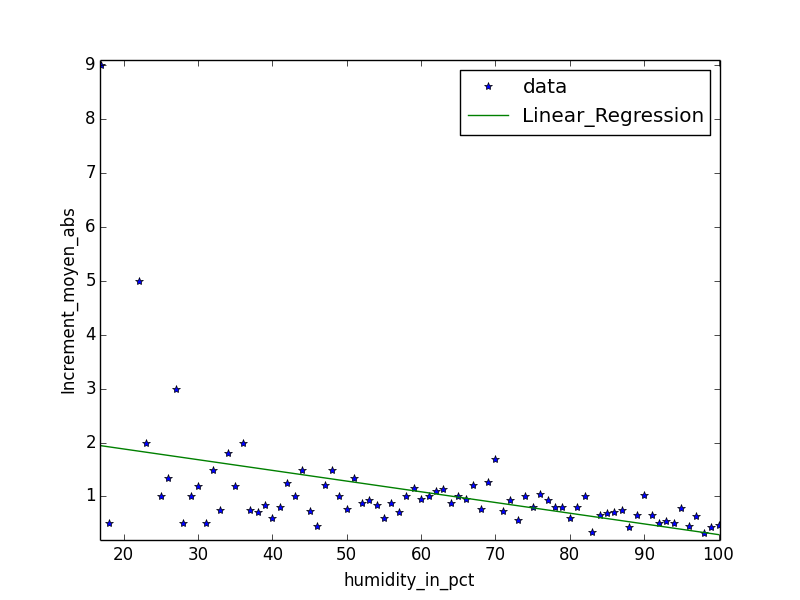 9
8
7
6
5
4
3
2
1
Increment_moyen_abs
data
Linear_Regression
20 30 40 50 60 70 80 90 100
humidity_in_pct